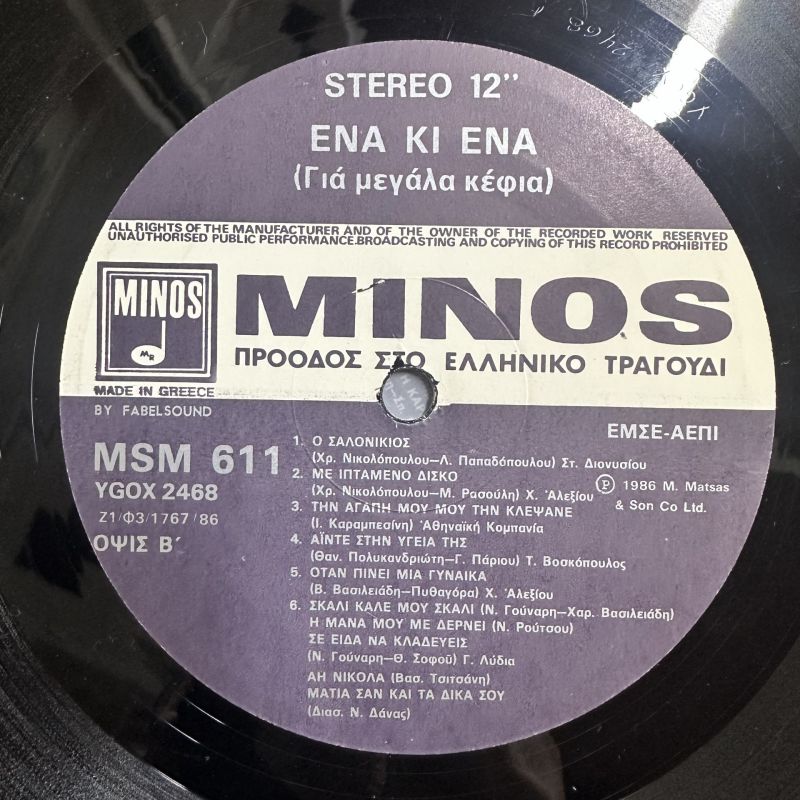 2468
STEREO 12"
ΕΝΑ ΚΙ ΕΝΑ
(Γιά μεγάλα κέφια)
ALL RIGHTS OF THE MANUFACTURER AND OF THE OWNER OF THE RECORDED WORK RESERVED
UNAUTHORISED PUBLIC PERFORMANCE.BROADCASTING AND COPYING OF THIS RECORD PROHIBITED
MINOS
MR
MINOS
ΠΡΟΟΔΟΣ ΣΤΟ ΕΛΛΗΝΙΚΟ ΤΡΑΓΟΥΔΙ
MADE IN GREECE
BY FABELSOUND
ΕΜΣΕ-ΑΕΠΙ
MSM 611
YGOX 2468
Ζ1/Φ3/1767/86
ΟΨΙΣ Β΄
1. Ο ΣΑΛΟΝΙΚΙΟΣ
(Χρ. Νικολόπουλου–Λ. Παπαδόπουλου) Στ. Διονυσίου
2. ΜΕ ΙΠΤΑΜΕΝΟ ΔΙΣΚΟ
(Χρ. Νικολόπουλου–Μ. Ρασούλη) Χ. Ἀλεξίου
3. ΤΗΝ ΑΓΑΠΗ ΜΟΥ ΜΟΥ ΤΗΝ ΚΛΕΨΑΝΕ
(Ι. Καραμπεσίνη) Ἀθηναϊκή Κομπανία
4. ΑΪΝΤΕ ΣΤΗΝ ΥΓΕΙΑ ΤΗΣ
(Θαν. Πολυκανδριώτη–Γ. Πάριου) Τ. Βοσκόπουλος
5. ΟΤΑΝ ΠΙΝΕΙ ΜΙΑ ΓΥΝΑΙΚΑ
(Β. Βασιλειάδη–Πυθαγόρα) Χ. Ἀλεξίου
6. ΣΚΑΛΙ ΚΑΛΕ ΜΟΥ ΣΚΑΛΙ (Ν. Γούναρη–Χαρ. Βασιλειάδη)
Η ΜΑΝΑ ΜΟΥ ΜΕ ΔΕΡΝΕΙ (Ν. Ρούτσου)
ΣΕ ΕΙΔΑ ΝΑ ΚΛΑΔΕΥΕΙΣ
(Ν. Γούναρη–Θ. Σοφοῦ) Γ. Λύδια
ΑΗ ΝΙΚΟΛΑ (Βασ. Τσιτσάνη)
ΜΑΤΙΑ ΣΑΝ ΚΑΙ ΤΑ ΔΙΚΑ ΣΟΥ
(Διασ. Ν. Δάνας)
Ⓟ 1986 M. Matsas
& Son Co Ltd.